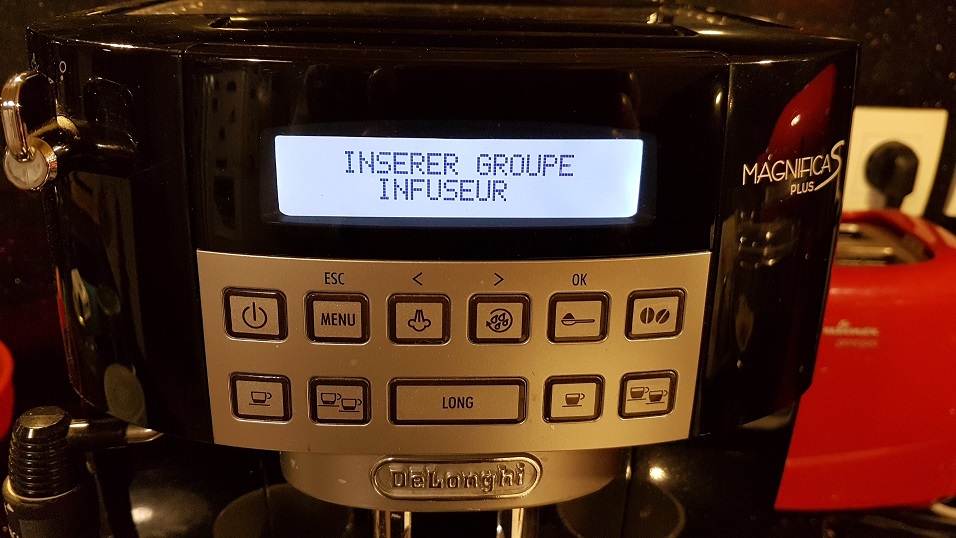 INSERER GROUPE
INFUSEUR
MAGNIFICA S
PLUS
ESC < > OK
MENU
LONG
DeLonghi